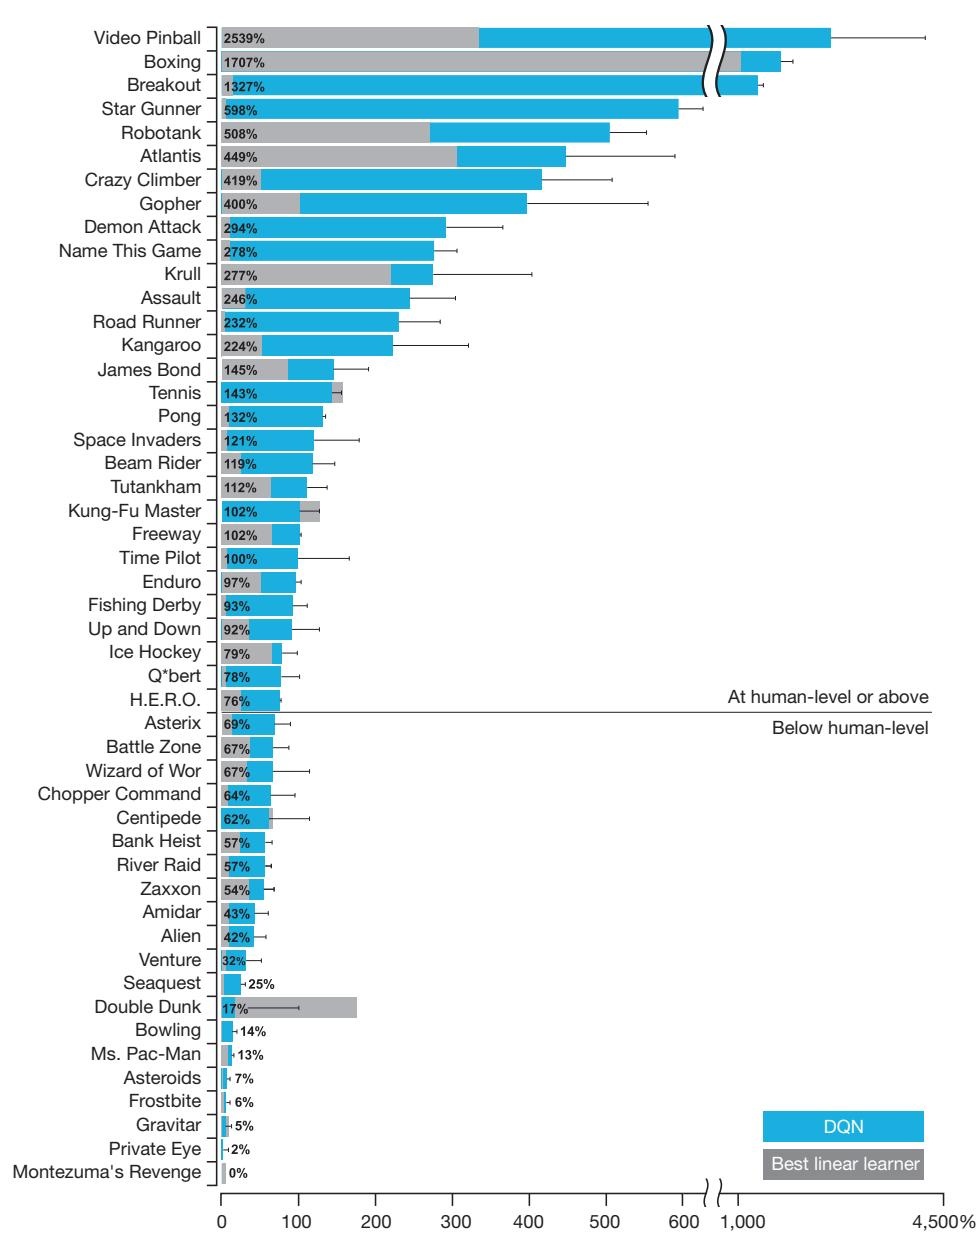 Video Pinball 2539%
Boxing 1707%
Breakout 1327%
Star Gunner 598%
Robotank 508%
Atlantis 449%
Crazy Climber 419%
Gopher 400%
Demon Attack 294%
Name This Game 278%
Krull 277%
Assault 246%
Road Runner 232%
Kangaroo 224%
James Bond 145%
Tennis 143%
Pong 132%
Space Invaders 121%
Beam Rider 119%
Tutankham 112%
Kung-Fu Master 102%
Freeway 102%
Time Pilot 100%
Enduro 97%
Fishing Derby 93%
Up and Down 92%
Ice Hockey 79%
Q*bert 78%
H.E.R.O. 76%
At human-level or above
Asterix 69%
Below human-level
Battle Zone 67%
Wizard of Wor 67%
Chopper Command 64%
Centipede 62%
Bank Heist 57%
River Raid 57%
Zaxxon 54%
Amidar 43%
Alien 42%
Venture 32%
Seaquest 25%
Double Dunk 17%
Bowling 14%
Ms. Pac-Man 13%
Asteroids 7%
Frostbite 6%
Gravitar 5%
Private Eye 2%
Montezuma's Revenge 0%
DQN
Best linear learner
0 100 200 300 400 500 600 1,000 4,500%